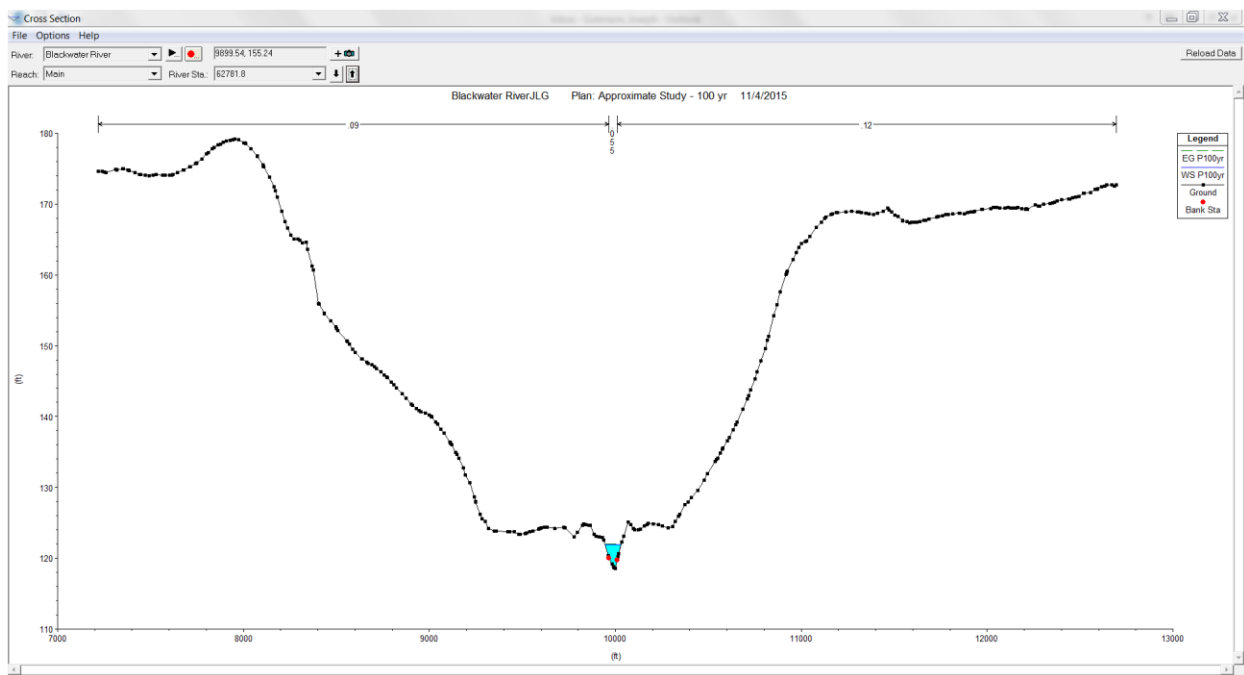 Cross Section
File Options Help
River: Blackwater River 9899.54, 155.24 Reload Data
Reach: Main River Sta.: 62781.8
Blackwater RiverJLG Plan: Approximate Study - 100 yr 11/4/2015
.09
0
5
5
.12
Legend
EG P100yr
WS P100yr
Ground
Bank Sta
180
170
160
150
140
130
120
110
(ft)
7000 8000 9000 10000 11000 12000 13000
(ft)